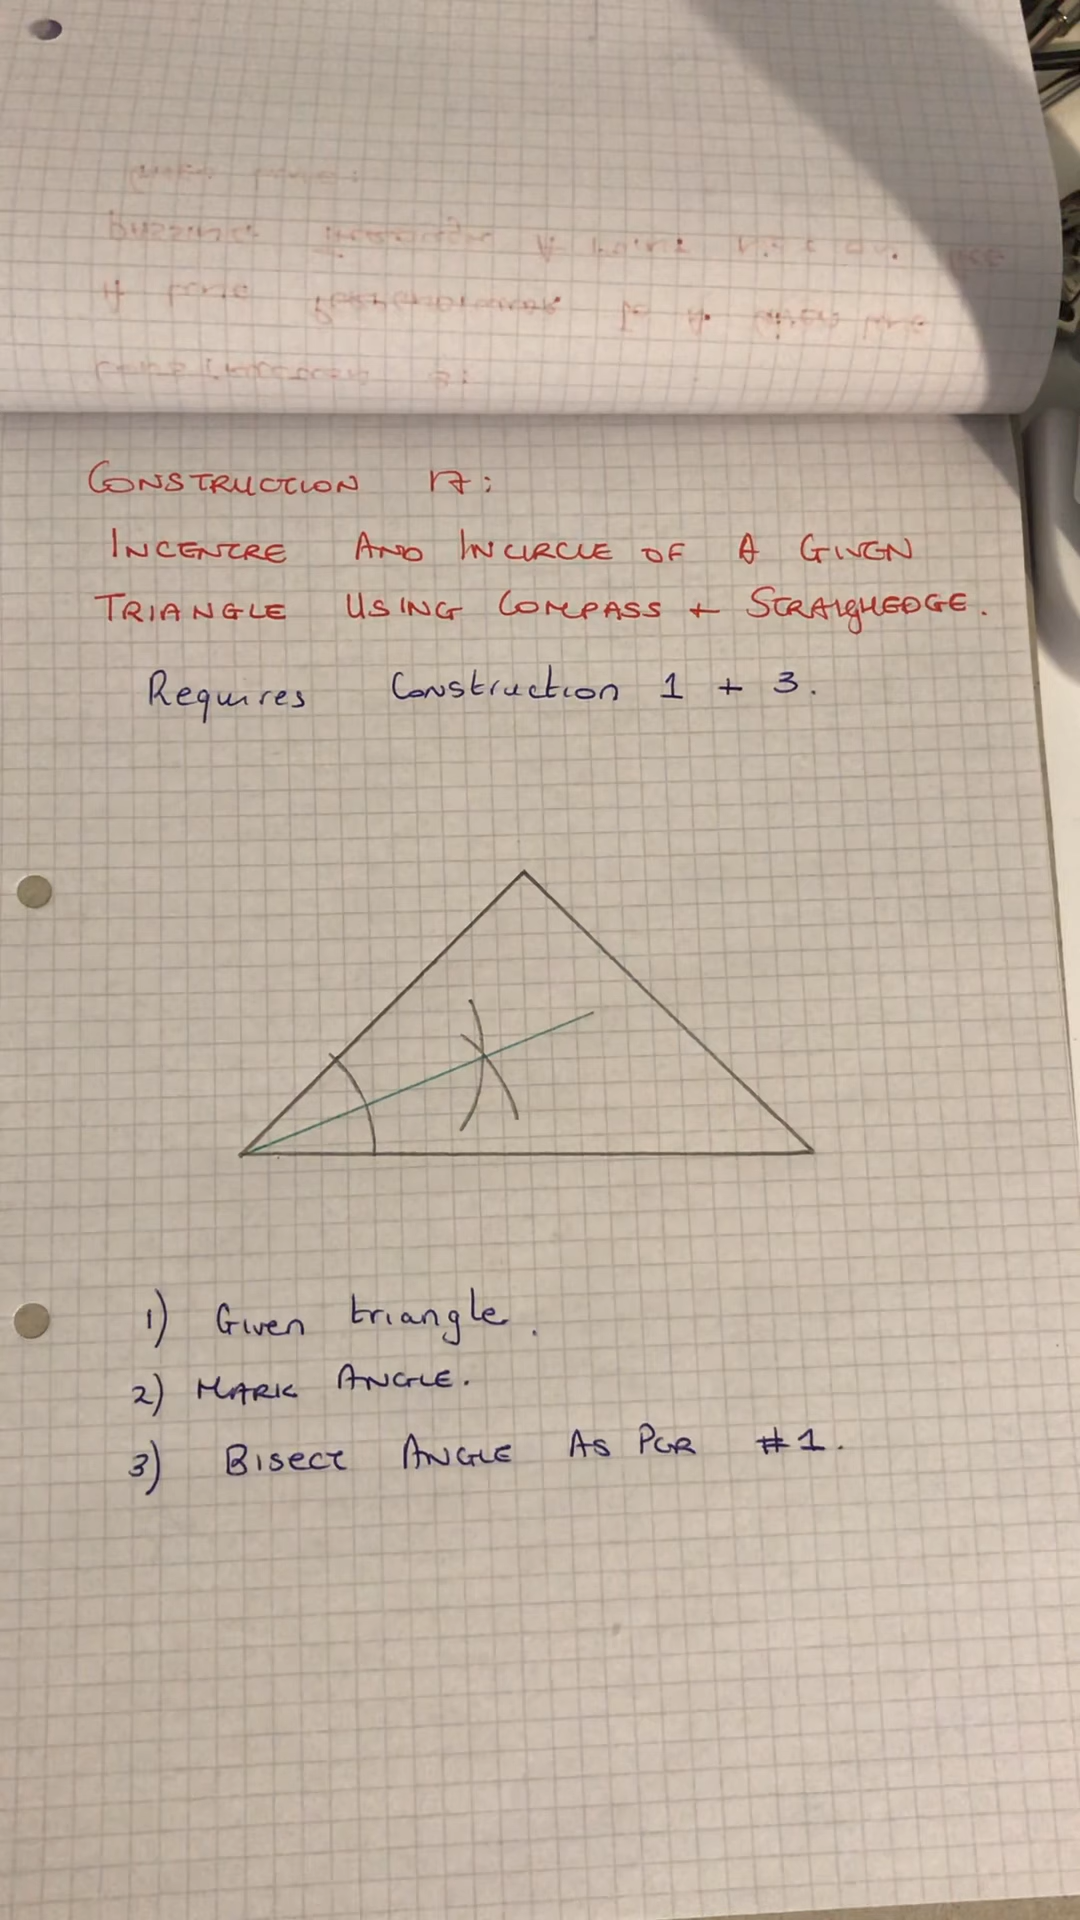 CONSTRUCTION 17:
INCENTRE AND INCIRCLE OF A GIVEN
TRIANGLE USING COMPASS + STRAIGHEDGE.
Requires Construction 1 + 3.
1) Given triangle.
2) MARK ANGLE.
3) BISECT ANGLE AS PER #1.